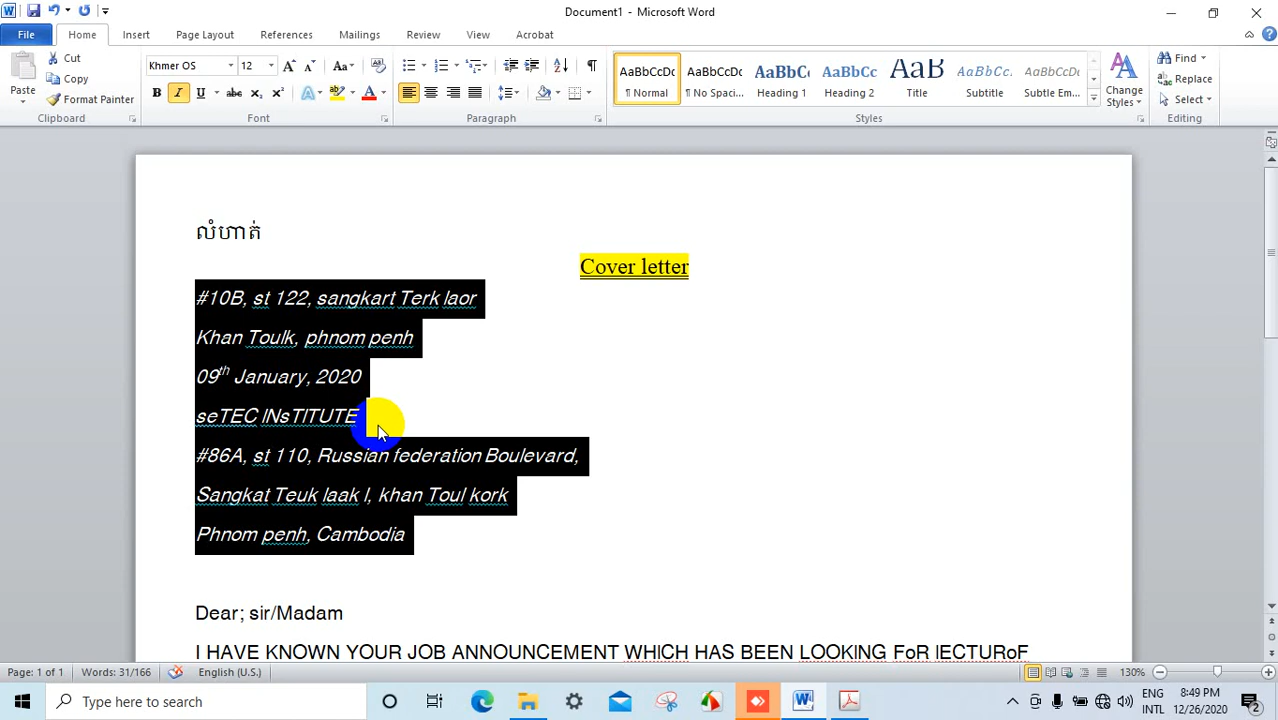 Document1 - Microsoft Word
File Home Insert Page Layout References Mailings Review View Acrobat
Paste
Cut
Copy
Format Painter
Clipboard
Khmer OS 12
Font
Paragraph
AaBbCcDc AaBbCcDc AaBbC AaBbCc AaB AaBbCcD AaBbCcDc
¶ Normal ¶ No Spaci... Heading 1 Heading 2 Title Subtitle Subtle Em...
Change Styles
Styles
Find
Replace
Select
Editing
លំហាត់
Cover letter
#10B, st 122, sangkart Terk laor
Khan Toulk, phnom penh
09th January, 2020
seTEC INsTITUTE
#86A, st 110, Russian federation Boulevard,
Sangkat Teuk laak I, khan Toul kork
Phnom penh, Cambodia
Dear; sir/Madam
I HAVE KNOWN YOUR JOB ANNOUNCEMENT WHICH HAS BEEN LOOKING FoR lECTURoF
Page: 1 of 1 Words: 31/166 English (U.S.) 130%
Type here to search
ENG
INTL
8:49 PM
12/26/2020
2